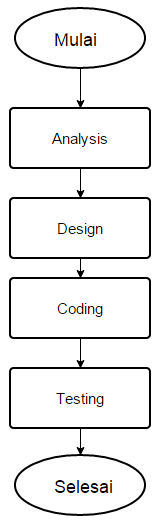 Mulai
Analysis
Design
Coding
Testing
Selesai